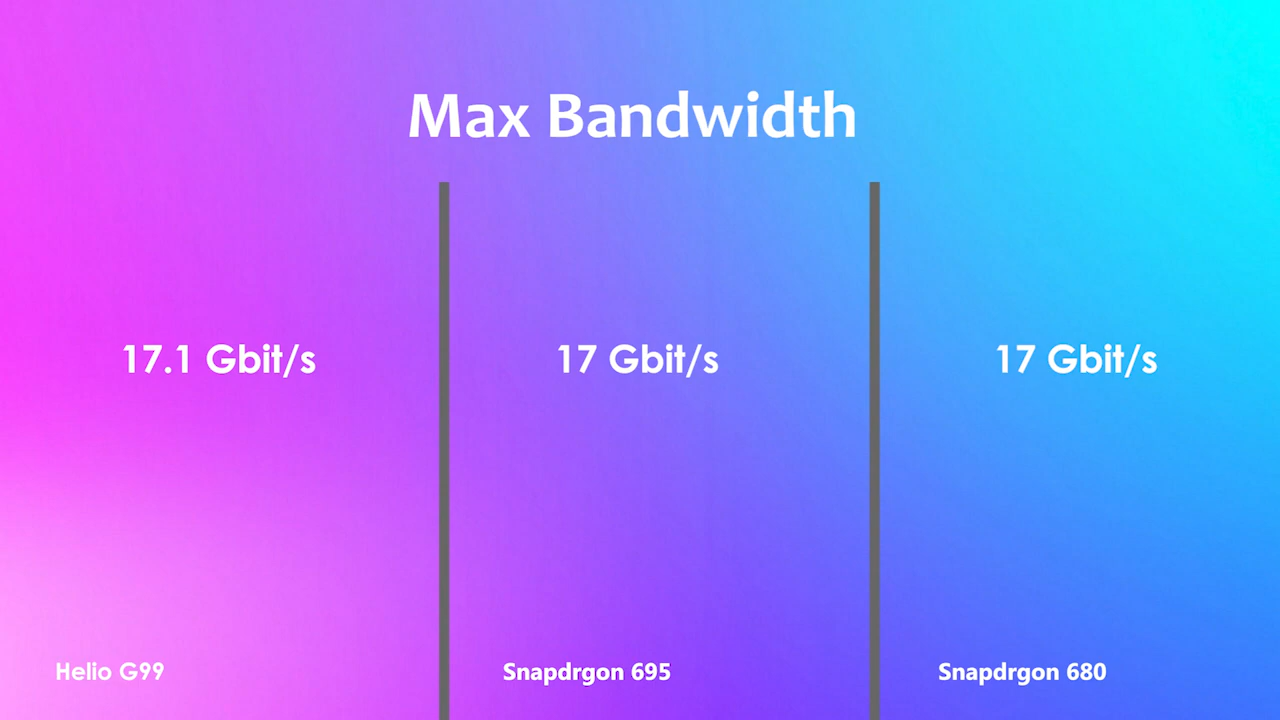 Max Bandwidth
17.1 Gbit/s
17 Gbit/s
17 Gbit/s
Helio G99
Snapdrgon 695
Snapdrgon 680